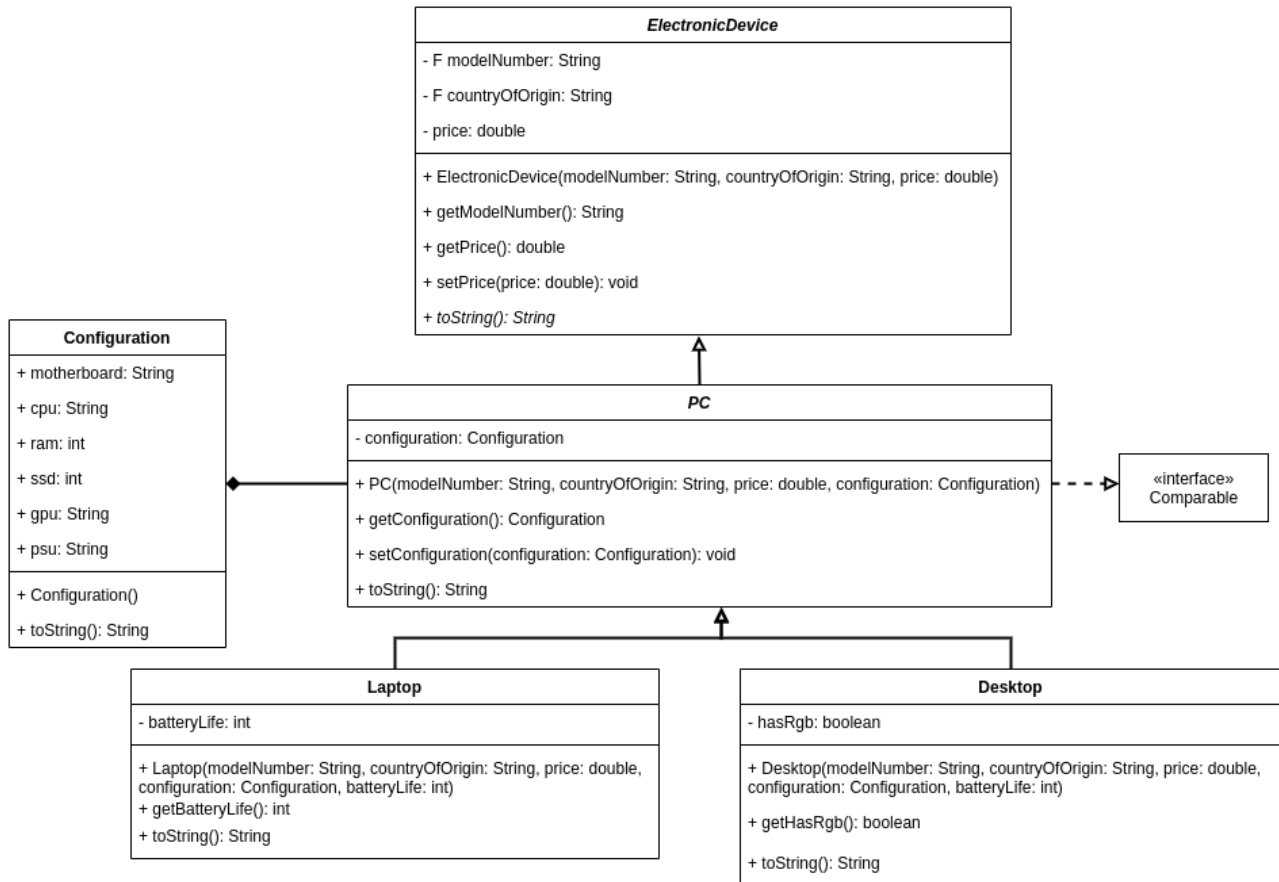 ElectronicDevice
- F modelNumber: String
- F countryOfOrigin: String
- price: double
+ ElectronicDevice(modelNumber: String, countryOfOrigin: String, price: double)
+ getModelNumber(): String
+ getPrice(): double
+ setPrice(price: double): void
+ toString(): String
Configuration
+ motherboard: String
+ cpu: String
+ ram: int
+ ssd: int
+ gpu: String
+ psu: String
+ Configuration()
+ toString(): String
PC
- configuration: Configuration
+ PC(modelNumber: String, countryOfOrigin: String, price: double, configuration: Configuration)
+ getConfiguration(): Configuration
+ setConfiguration(configuration: Configuration): void
+ toString(): String
«interface»
Comparable
Laptop
- batteryLife: int
+ Laptop(modelNumber: String, countryOfOrigin: String, price: double,
configuration: Configuration, batteryLife: int)
+ getBatteryLife(): int
+ toString(): String
Desktop
- hasRgb: boolean
+ Desktop(modelNumber: String, countryOfOrigin: String, price: double,
configuration: Configuration, batteryLife: int)
+ getHasRgb(): boolean
+ toString(): String